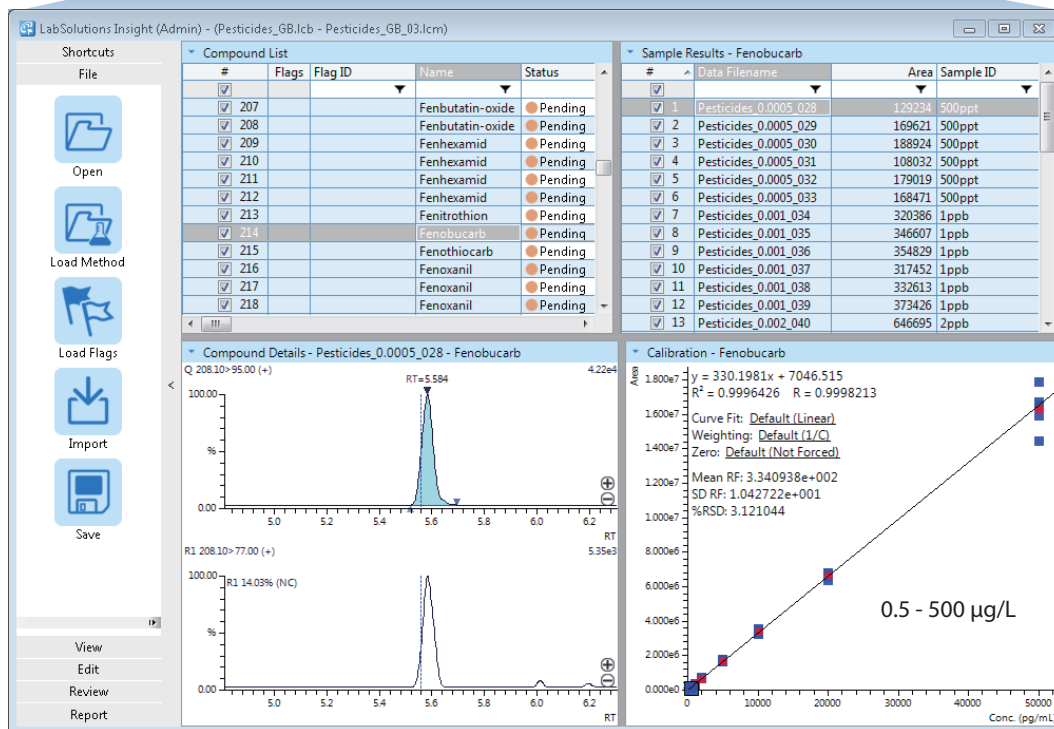 LabSolutions Insight (Admin) - (Pesticides_GB.lcb - Pesticides_GB_03.lcm)
Shortcuts
File
Open
Load Method
Load Flags
Import
Save
View
Edit
Review
Report
Compound List
# Flags Flag ID Name Status
207 Fenbutatin-oxide Pending
208 Fenbutatin-oxide Pending
209 Fenhexamid Pending
210 Fenhexamid Pending
211 Fenhexamid Pending
212 Fenhexamid Pending
213 Fenitrothion Pending
214 Fenobucarb Pending
215 Fenothiocarb Pending
216 Fenoxanil Pending
217 Fenoxanil Pending
218 Fenoxanil Pending
Sample Results - Fenobucarb
# Data Filename Area Sample ID
1 Pesticides_0.0005_028 129234 500ppt
2 Pesticides_0.0005_029 169621 500ppt
3 Pesticides_0.0005_030 188924 500ppt
4 Pesticides_0.0005_031 108032 500ppt
5 Pesticides_0.0005_032 179019 500ppt
6 Pesticides_0.0005_033 168471 500ppt
7 Pesticides_0.001_034 320386 1ppb
8 Pesticides_0.001_035 346607 1ppb
9 Pesticides_0.001_036 354829 1ppb
10 Pesticides_0.001_037 317452 1ppb
11 Pesticides_0.001_038 332613 1ppb
12 Pesticides_0.001_039 373426 1ppb
13 Pesticides_0.002_040 646695 2ppb
Compound Details - Pesticides_0.0005_028 - Fenobucarb
Q 208.10>95.00 (+) 4.22e4
RT=5.584
100.00
%
0.00
5.0 5.2 5.4 5.6 5.8 6.0 6.2
RT
R1 208.10>77.00 (+) 5.35e3
100.00 R1 14.03% (NC)
%
0.00
5.0 5.2 5.4 5.6 5.8 6.0 6.2
RT
Calibration - Fenobucarb
Area
y = 330.1981x + 7046.515
R² = 0.9996426 R = 0.9998213
Curve Fit: Default (Linear)
Weighting: Default (1/C)
Zero: Default (Not Forced)
Mean RF: 3.340938e+002
SD RF: 1.042722e+001
%RSD: 3.121044
1.800e7
1.600e7
1.400e7
1.200e7
1.000e7
8.000e6
6.000e6
4.000e6
2.000e6
0.000e0
0.5 - 500 µg/L
0 10000 20000 30000 40000 50000
Conc. (pg/mL)